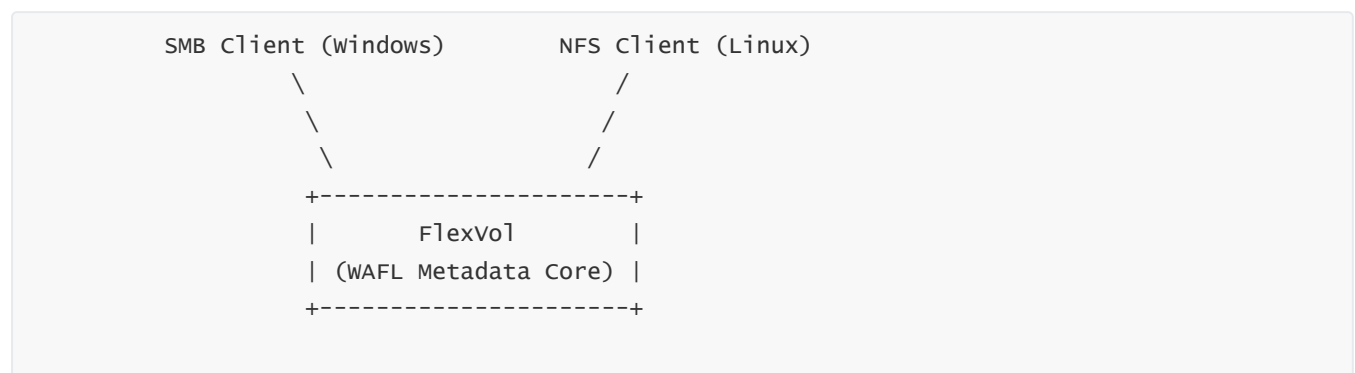 SMB Client (Windows) NFS Client (Linux)
\ /
\ /
\ /
+----------------------+
| FlexVol |
| (WAFL Metadata Core) |
+----------------------+